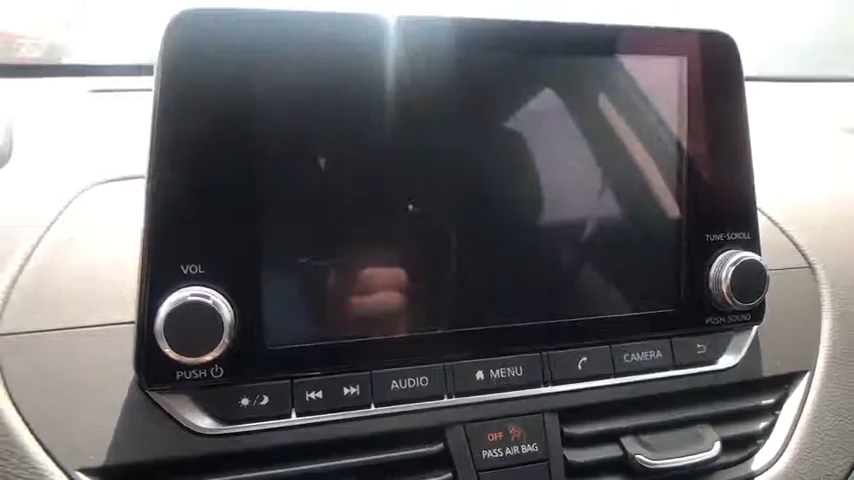 VOL
TUNE·SCROLL
PUSH SOUND
PUSH
AUDIO
MENU
CAMERA
OFF
PASS AIR BAG